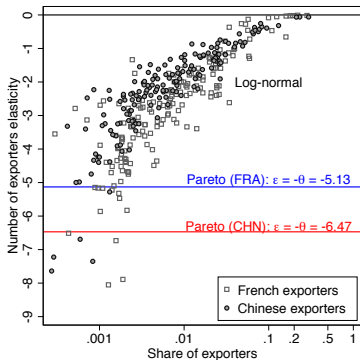 Number of exporter's elasticity
0
-1
-2
-3
-4
-5
-6
-7
-8
-9
Log-normal
Pareto (FRA): ε = -θ = -5.13
Pareto (CHN): ε = -θ = -6.47
French exporters
Chinese exporters
.001 .01 .1 .2 .5 1
Share of exporters